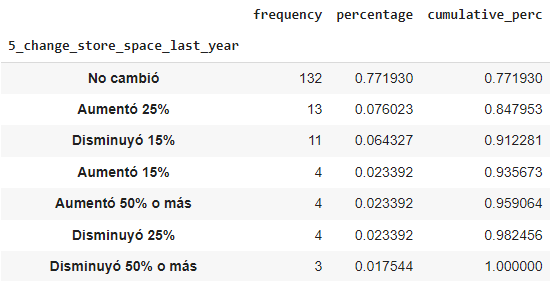 frequency percentage cumulative_perc
5_change_store_space_last_year
No cambió 132 0.771930 0.771930
Aumentó 25% 13 0.076023 0.847953
Disminuyó 15% 11 0.064327 0.912281
Aumentó 15% 4 0.023392 0.935673
Aumentó 50% o más 4 0.023392 0.959064
Disminuyó 25% 4 0.023392 0.982456
Disminuyó 50% o más 3 0.017544 1.000000